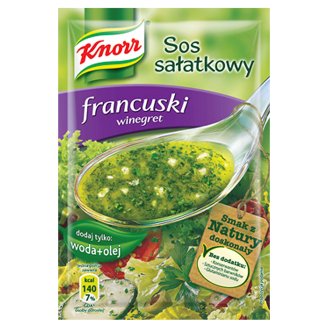 Knorr
Sos
sałatkowy
francuski
winegret
dodaj tylko:
woda+olej
Smak z
Natury
doskonały
Bez dodatku:
kcal
140
7%